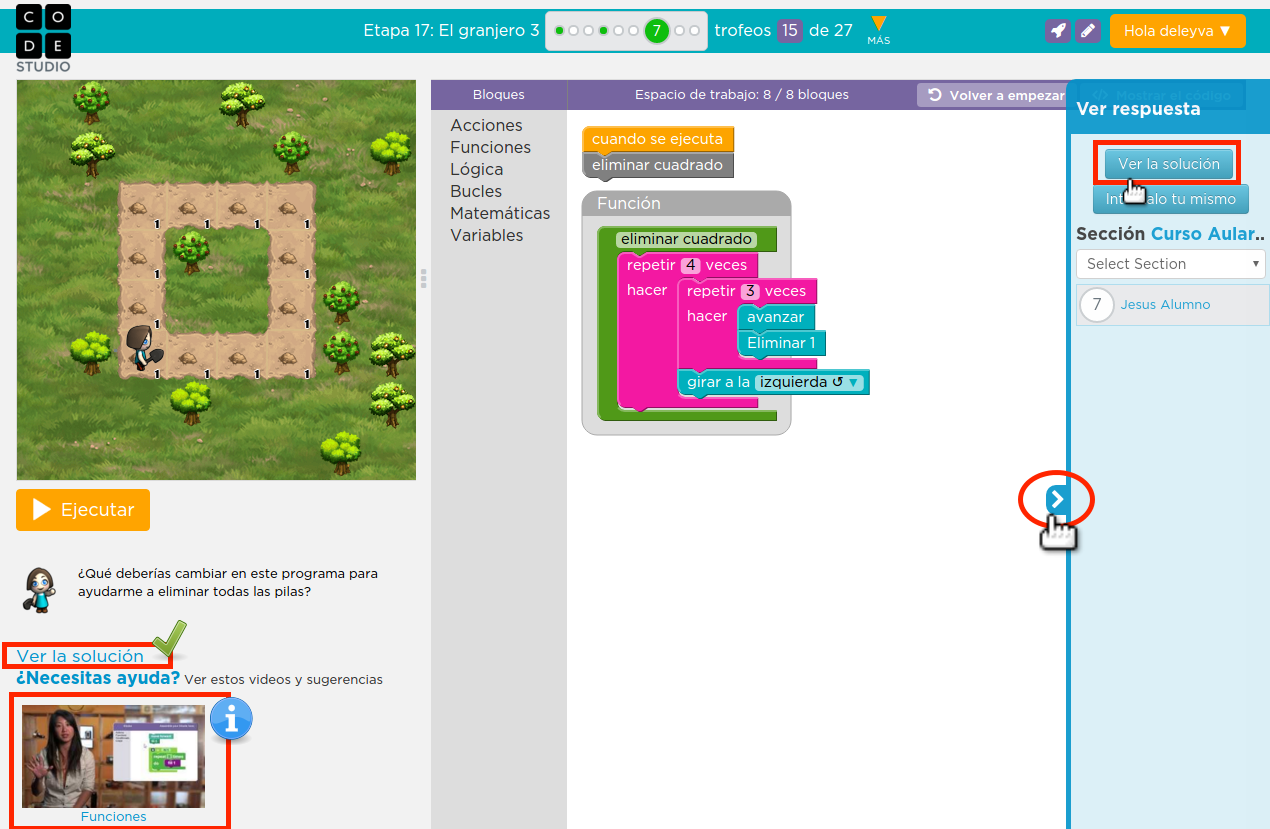 C O
D E
STUDIO
Etapa 17: El granjero 3
7
trofeos 15 de 27
MÁS
Hola deleyva ▼
Bloques
Espacio de trabajo: 8 / 8 bloques
Volver a empezar
Mostrar el código
Ver respuesta
Acciones
Funciones
Lógica
Bucles
Matemáticas
Variables
cuando se ejecuta
eliminar cuadrado
Función
eliminar cuadrado
repetir 4 veces
hacer
repetir 3 veces
hacer
avanzar
Eliminar 1
girar a la izquierda ↺ ▼
Ver la solución
tu mismo
Sección Curso Aular..
Select Section
7 Jesus Alumno
1 1 1 1
1 1
1 1
1 1 1 1
Ejecutar
¿Qué deberías cambiar en este programa para
ayudarme a eliminar todas las pilas?
Ver la solución
¿Necesitas ayuda? Ver estos videos y sugerencias
i
Funciones